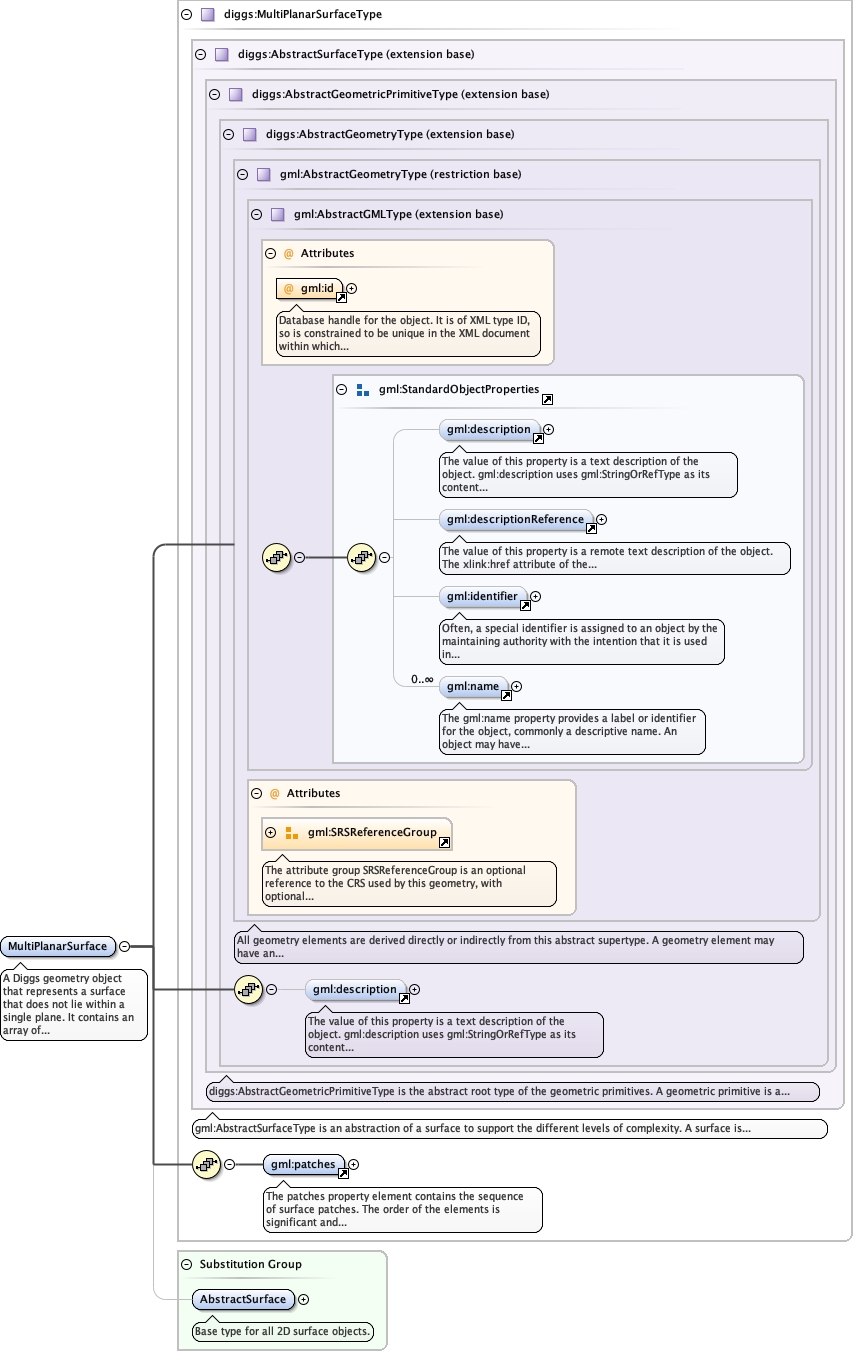 diggs:MultiPlanarSurfaceType
diggs:AbstractSurfaceType (extension base)
diggs:AbstractGeometricPrimitiveType (extension base)
diggs:AbstractGeometryType (extension base)
gml:AbstractGeometryType (restriction base)
gml:AbstractGMLType (extension base)
@ Attributes
@ gml:id
Database handle for the object. It is of XML type ID,
so is constrained to be unique in the XML document
within which...
gml:StandardObjectProperties
gml:description
The value of this property is a text description of the
object. gml:description uses gml:StringOrRefType as its
content...
gml:descriptionReference
The value of this property is a remote text description of the object.
The xlink:href attribute of the...
gml:identifier
Often, a special identifier is assigned to an object by the
maintaining authority with the intention that it is used
in...
0..∞
gml:name
The gml:name property provides a label or identifier
for the object, commonly a descriptive name. An
object may have...
@ Attributes
gml:SRSReferenceGroup
The attribute group SRSReferenceGroup is an optional
reference to the CRS used by this geometry, with
optional...
All geometry elements are derived directly or indirectly from this abstract supertype. A geometry element may
have an...
MultiPlanarSurface
A Diggs geometry object
that represents a surface
that does not lie within a
single plane. It contains an
array of...
gml:description
The value of this property is a text description of the
object. gml:description uses gml:StringOrRefType as its
content...
diggs:AbstractGeometricPrimitiveType is the abstract root type of the geometric primitives. A geometric primitive is a...
gml:AbstractSurfaceType is an abstraction of a surface to support the different levels of complexity. A surface is...
gml:patches
The patches property element contains the sequence
of surface patches. The order of the elements is
significant and...
Substitution Group
AbstractSurface
Base type for all 2D surface objects.